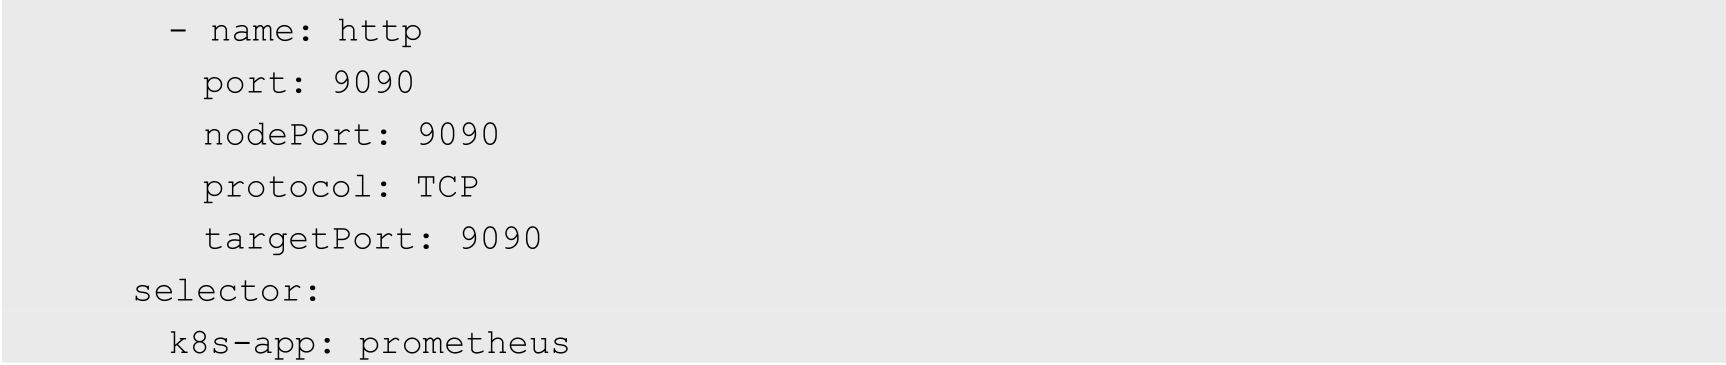 - name: http
port: 9090
nodePort: 9090
protocol: TCP
targetPort: 9090
selector:
k8s-app: prometheus